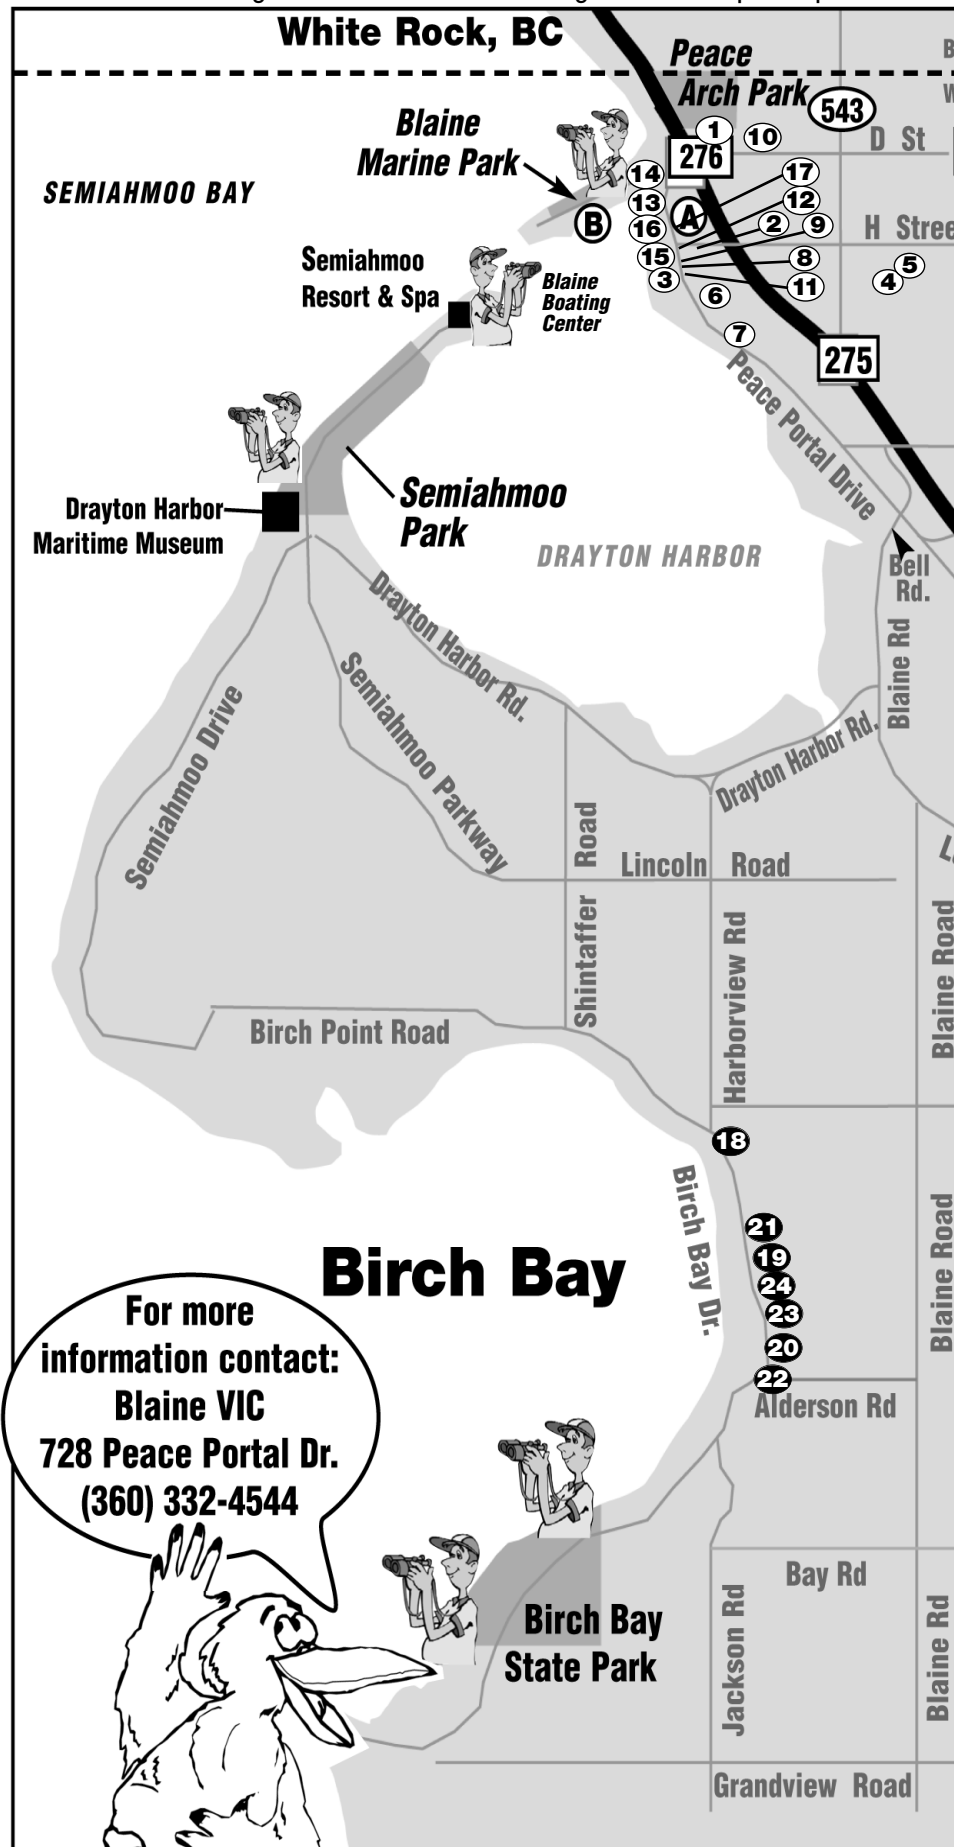 White Rock, BC
Peace
Arch Park
543
Blaine
Marine Park
1
10
D St
276
14
17
SEMIAHMOO BAY
13
12
A
B
16
2
9
H Stree
Semiahmoo
Resort & Spa
15
8
5
3
4
Blaine
Boating
Center
6
11
7
275
Peace Portal Drive
Semiahmoo
Park
Drayton Harbor
Maritime Museum
DRAYTON HARBOR
Bell
Rd.
Drayton Harbor Rd.
Blaine Rd
Semiahmoo Drive
Semiahmoo Parkway
Drayton Harbor Rd.
Shintaffer Road
Lincoln Road
Harborview Rd
Blaine Road
Birch Point Road
18
Birch Bay Dr.
21
19
24
23
20
22
Blaine Road
Birch Bay
Alderson Rd
For more
information contact:
Blaine VIC
728 Peace Portal Dr.
(360) 332-4544
Bay Rd
Birch Bay
State Park
Jackson Rd
Blaine Rd
Grandview Road